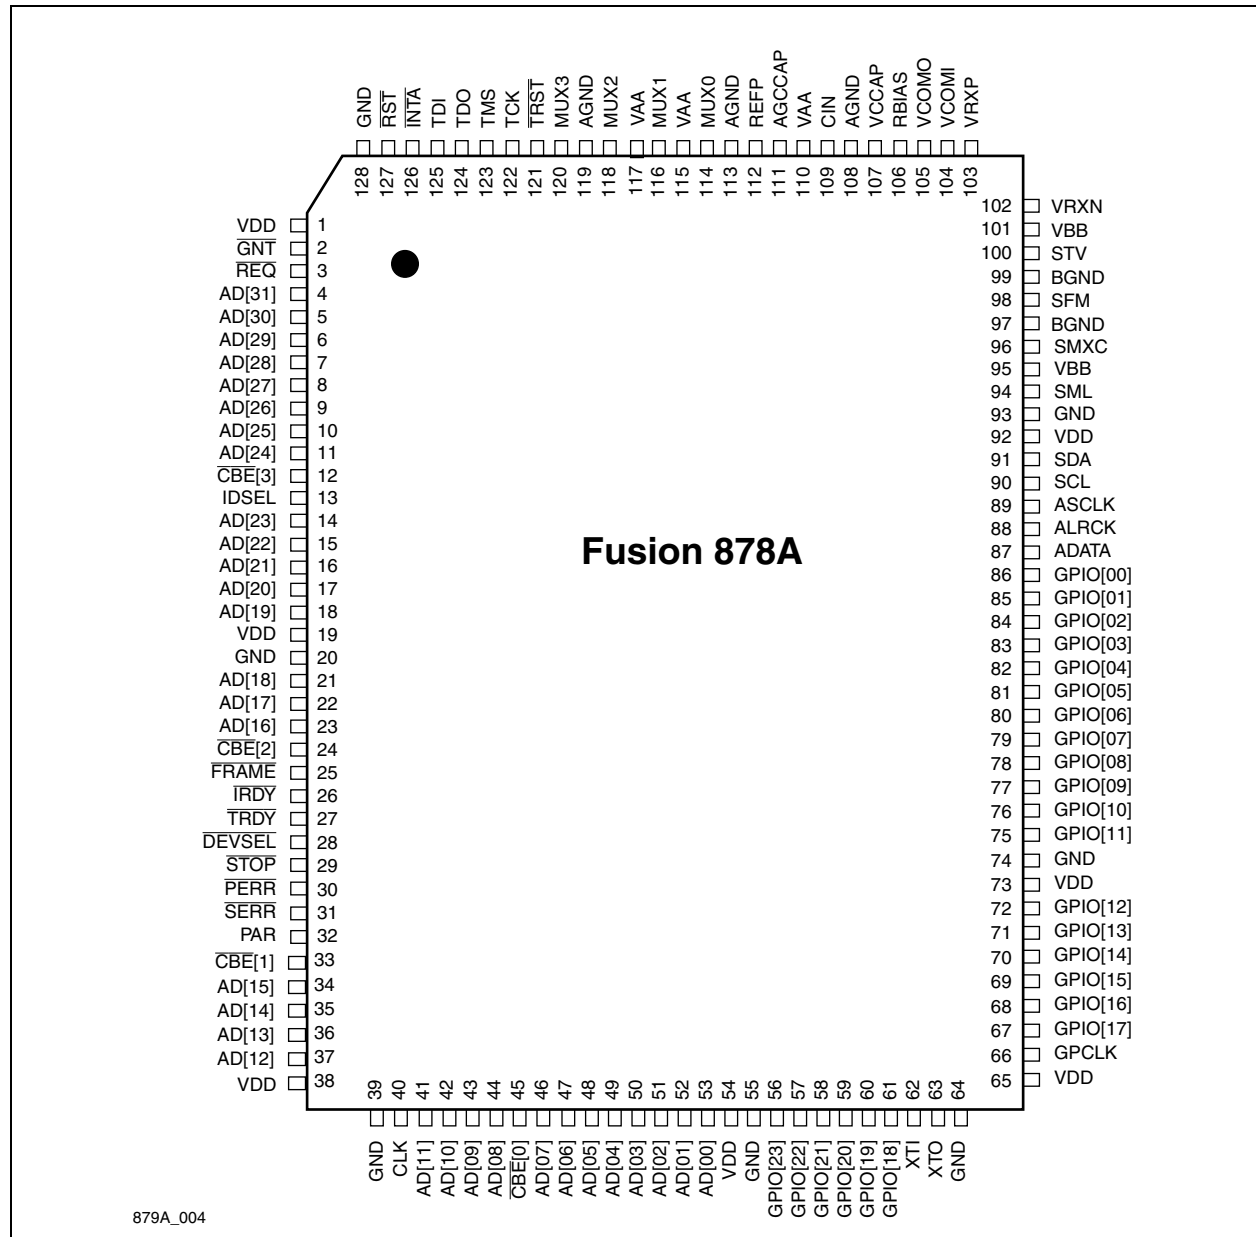 GND
RST
INTA
TDI
TDO
TMS
TCK
TRST
MUX3
AGND
MUX2
VAA
MUX1
VAA
MUX0
AGND
REFP
AGCCAP
VAA
CIN
AGND
VCCAP
RBIAS
VCOMO
VCOMI
VRXP
128
127
126
125
124
123
122
121
120
119
118
117
116
115
114
113
112
111
110
109
108
107
106
105
104
103
VDD 1
GNT 2
REQ 3
AD[31] 4
AD[30] 5
AD[29] 6
AD[28] 7
AD[27] 8
AD[26] 9
AD[25] 10
AD[24] 11
CBE[3] 12
IDSEL 13
AD[23] 14
AD[22] 15
AD[21] 16
AD[20] 17
AD[19] 18
VDD 19
GND 20
AD[18] 21
AD[17] 22
AD[16] 23
CBE[2] 24
FRAME 25
IRDY 26
TRDY 27
DEVSEL 28
STOP 29
PERR 30
SERR 31
PAR 32
CBE[1] 33
AD[15] 34
AD[14] 35
AD[13] 36
AD[12] 37
VDD 38
Fusion 878A
102 VRXN
101 VBB
100 STV
99 BGND
98 SFM
97 BGND
96 SMXC
95 VBB
94 SML
93 GND
92 VDD
91 SDA
90 SCL
89 ASCLK
88 ALRCK
87 ADATA
86 GPIO[00]
85 GPIO[01]
84 GPIO[02]
83 GPIO[03]
82 GPIO[04]
81 GPIO[05]
80 GPIO[06]
79 GPIO[07]
78 GPIO[08]
77 GPIO[09]
76 GPIO[10]
75 GPIO[11]
74 GND
73 VDD
72 GPIO[12]
71 GPIO[13]
70 GPIO[14]
69 GPIO[15]
68 GPIO[16]
67 GPIO[17]
66 GPCLK
65 VDD
39
40
41
42
43
44
45
46
47
48
49
50
51
52
53
54
55
56
57
58
59
60
61
62
63
64
GND
CLK
AD[11]
AD[10]
AD[09]
AD[08]
CBE[0]
AD[07]
AD[06]
AD[05]
AD[04]
AD[03]
AD[02]
AD[01]
AD[00]
VDD
GND
GPIO[23]
GPIO[22]
GPIO[21]
GPIO[20]
GPIO[19]
GPIO[18]
XTI
XTO
GND
879A_004